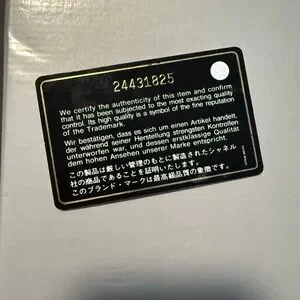 24431825
We certify the authenticity of this item and confirm
that it has been subjected to the most exacting quality
control. Its high quality is a symbol of the fine reputation
of the Trademark.
Wir bestätigen, dass es sich um einen Artikel handelt,
der während seiner Herstellung strengsten Kontrollen
unterworfen war, und dessen erstklassige Qualität
dem hohen Ansehen unserer Marke entspricht.
この製品は厳しい管理のもとに製造されたシャネル
社の商品であることを証明いたします。
このブランド・マークは最高級品質の象徴です。